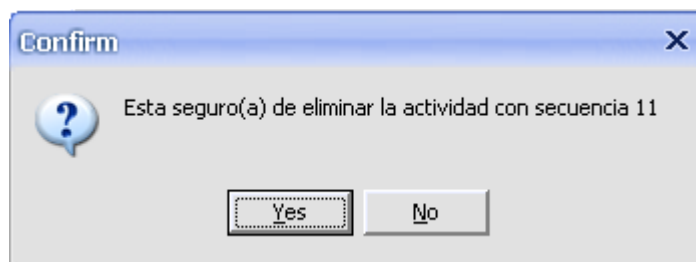 Confirm
Esta seguro(a) de eliminar la actividad con secuencia 11
Yes No